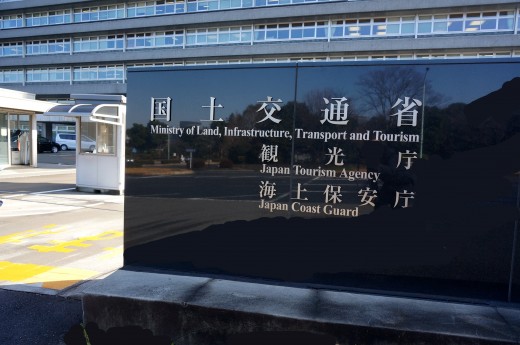 国土交通省
Ministry of Land, Infrastructure, Transport and Tourism
観光庁
Japan Tourism Agency
海上保安庁
Japan Coast Guard